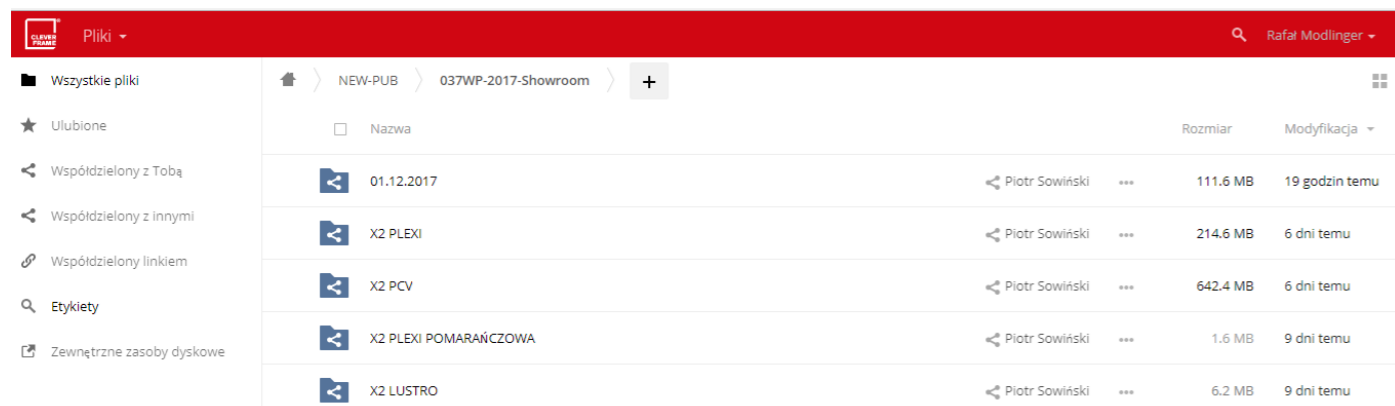 CLEVER
FRAME
Pliki
Rafał Modlinger
Wszystkie pliki
Ulubione
Współdzielony z Tobą
Współdzielony z innymi
Współdzielony linkiem
Etykiety
Zewnętrzne zasoby dyskowe
NEW-PUB 037WP-2017-Showroom +
Nazwa Rozmiar Modyfikacja
01.12.2017 Piotr Sowiński ••• 111.6 MB 19 godzin temu
X2 PLEXI Piotr Sowiński ••• 214.6 MB 6 dni temu
X2 PCV Piotr Sowiński ••• 642.4 MB 6 dni temu
X2 PLEXI POMARAŃCZOWA Piotr Sowiński ••• 1.6 MB 9 dni temu
X2 LUSTRO Piotr Sowiński ••• 6.2 MB 9 dni temu